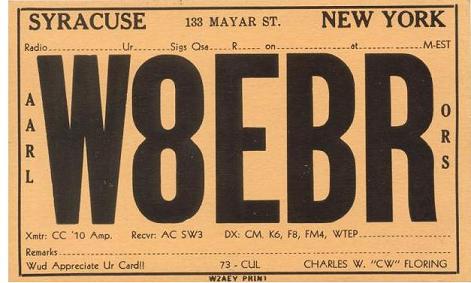 SYRACUSE 133 MAYAR ST. NEW YORK
Radio Ur Sigs Qsa R on at M-EST
AARL W8EBR ORS
Xmtr: CC '10 Amp. Recvr: AC SW3 DX: CM, K6, F8, FM4, WTEP
Remarks
Wud Appreciate Ur Card!! 73 - CUL CHARLES W. "CW" FLORING
W2AEY PRINT